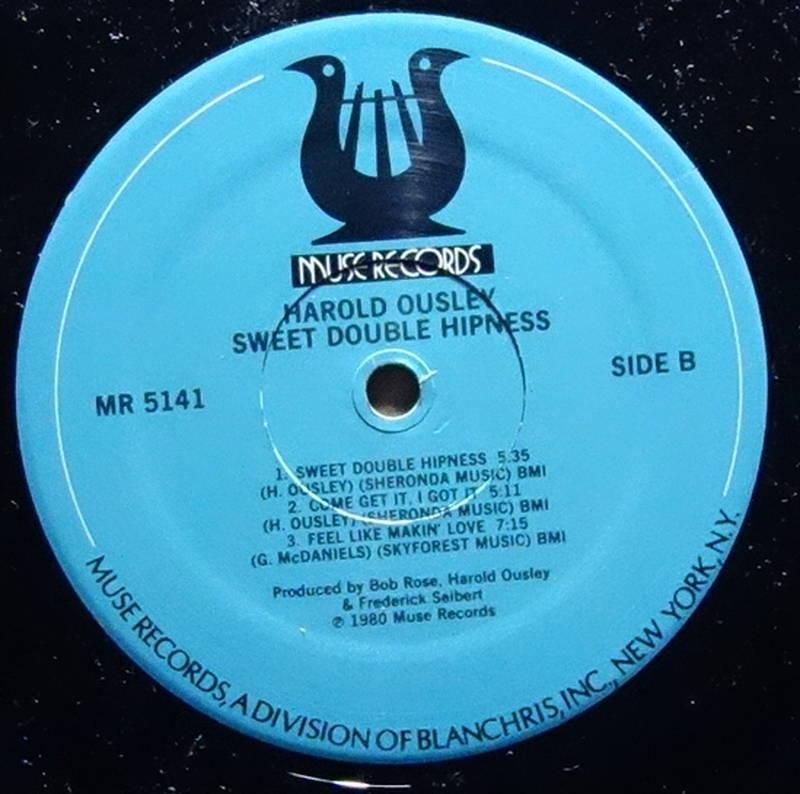 MUSE RECORDS
HAROLD OUSLEY
SWEET DOUBLE HIPNESS
SIDE B
MR 5141
1. SWEET DOUBLE HIPNESS 5:35
(H. OUSLEY) (SHERONDA MUSIC) BMI
2. COME GET IT, I GOT IT 5:11
(H. OUSLEY) (SHERONDA MUSIC) BMI
3. FEEL LIKE MAKIN' LOVE 7:15
(G. McDANIELS) (SKYFOREST MUSIC) BMI
Produced by Bob Rose, Harold Ousley
& Frederick Seibert
℗ 1980 Muse Records
MUSE RECORDS, A DIVISION OF BLANCHRIS, INC., NEW YORK, N.Y.